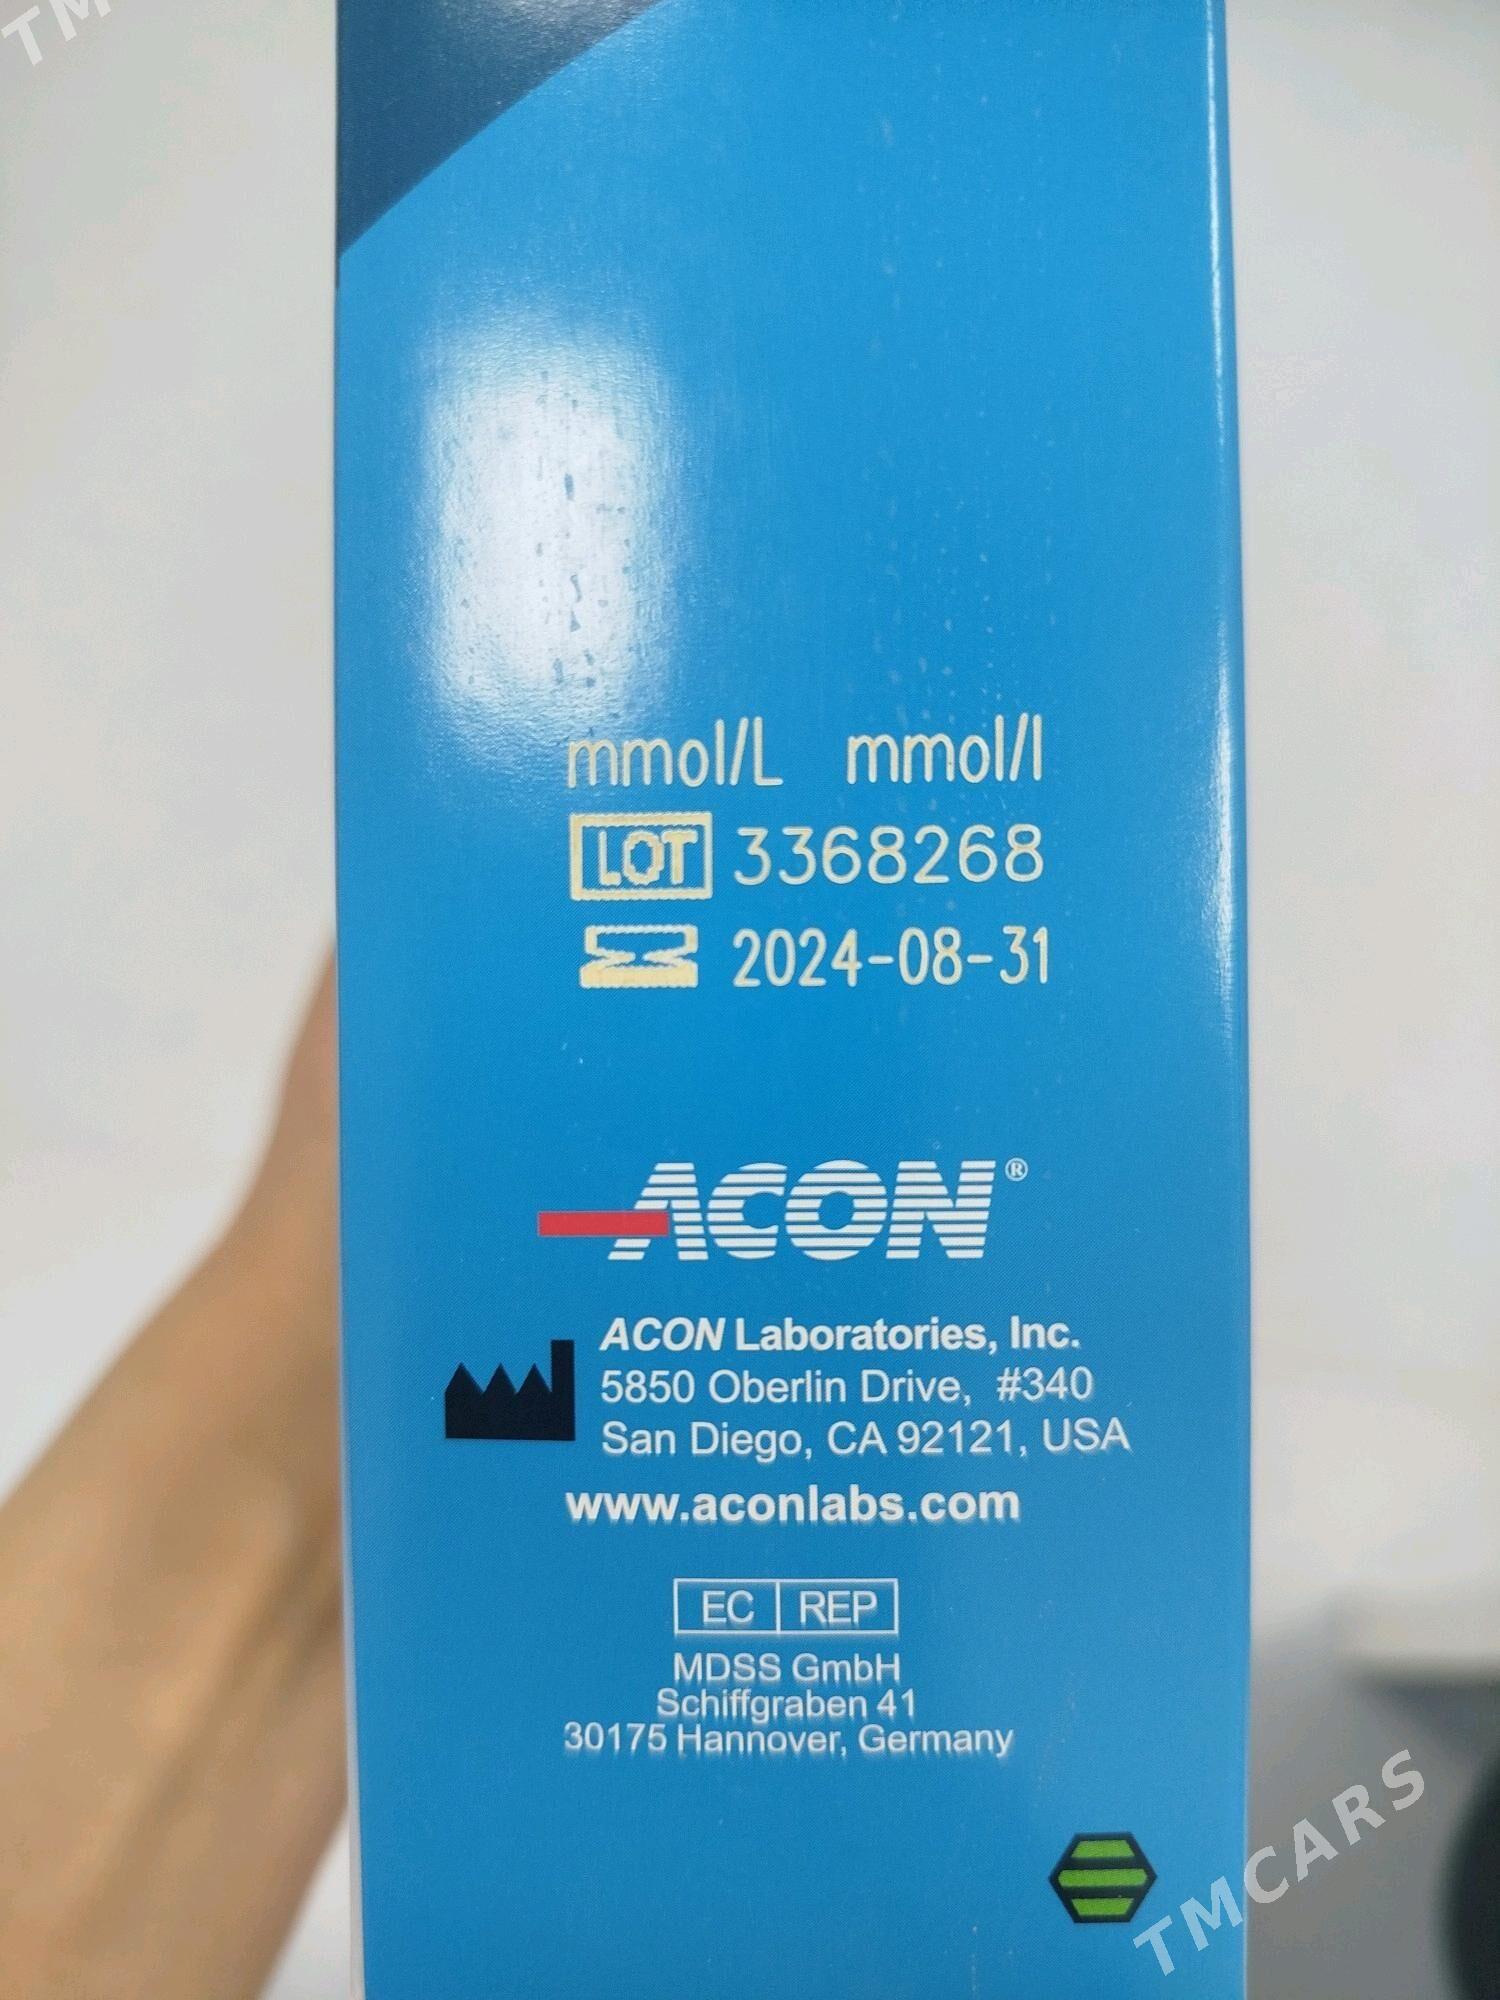 TM
mmol/L mmol/l
LOT 3368268
2024-08-31
ACON®
ACON Laboratories, Inc.
5850 Oberlin Drive, #340
San Diego, CA 92121, USA
www.aconlabs.com
EC REP
MDSS GmbH
Schiffgraben 41
30175 Hannover, Germany
TMCARS